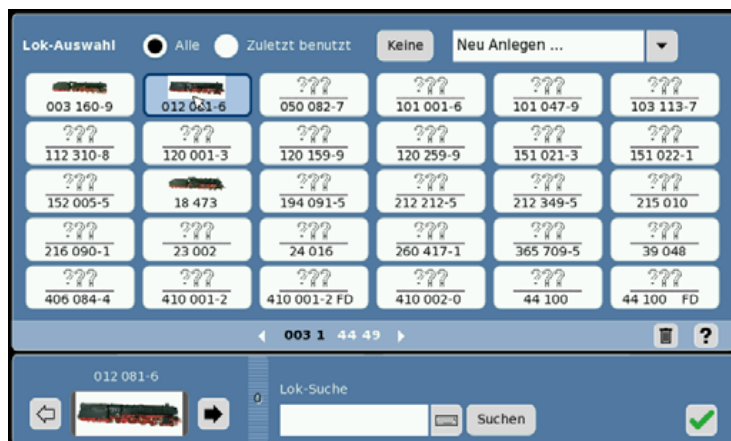 Lok-Auswahl Alle Zuletzt benutzt Keine Neu Anlegen ...
003 160-9 012 081-6 050 082-7 101 001-6 101 047-9 103 113-7
??? ??? ??? ???
??? ??? ??? ??? ??? ???
112 310-8 120 001-3 120 159-9 120 259-9 151 021-3 151 022-1
??? ??? ??? ??? ???
152 005-5 18 473 194 091-5 212 212-5 212 349-5 215 010
??? ??? ??? ??? ??? ???
216 090-1 23 002 24 016 260 417-1 365 709-5 39 048
??? ??? ??? ??? ??? ???
406 084-4 410 001-2 410 001-2 FD 410 002-0 44 100 44 100 FD
003 1 44 49 ?
012 081-6
0 Lok-Suche
Suchen